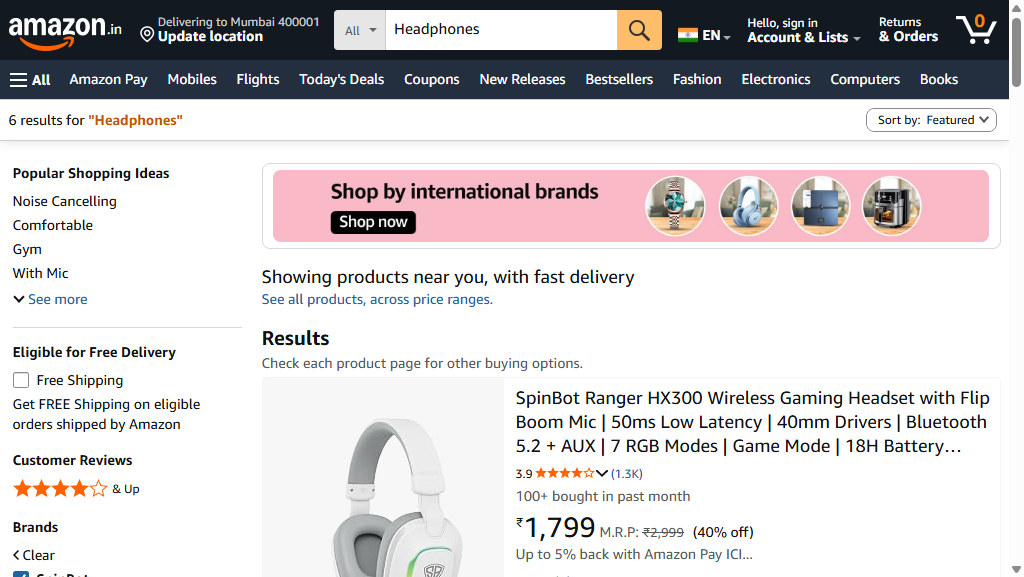 amazon.in
Delivering to Mumbai 400001
Update location
All
Headphones
EN
Hello, sign in
Account & Lists
Returns
& Orders
0
All
Amazon Pay
Mobiles
Flights
Today's Deals
Coupons
New Releases
Bestsellers
Fashion
Electronics
Computers
Books
6 results for "Headphones"
Sort by: Featured
Popular Shopping Ideas
Noise Cancelling
Comfortable
Gym
With Mic
See more
Eligible for Free Delivery
Free Shipping
Get FREE Shipping on eligible
orders shipped by Amazon
Customer Reviews
& Up
Brands
Clear
Shop by international brands
Shop now
Showing products near you, with fast delivery
See all products, across price ranges.
Results
Check each product page for other buying options.
SpinBot Ranger HX300 Wireless Gaming Headset with Flip
Boom Mic | 50ms Low Latency | 40mm Drivers | Bluetooth
5.2 + AUX | 7 RGB Modes | Game Mode | 18H Battery…
3.9 (1.3K)
100+ bought in past month
₹1,799 M.R.P: ₹2,999 (40% off)
Up to 5% back with Amazon Pay ICI…